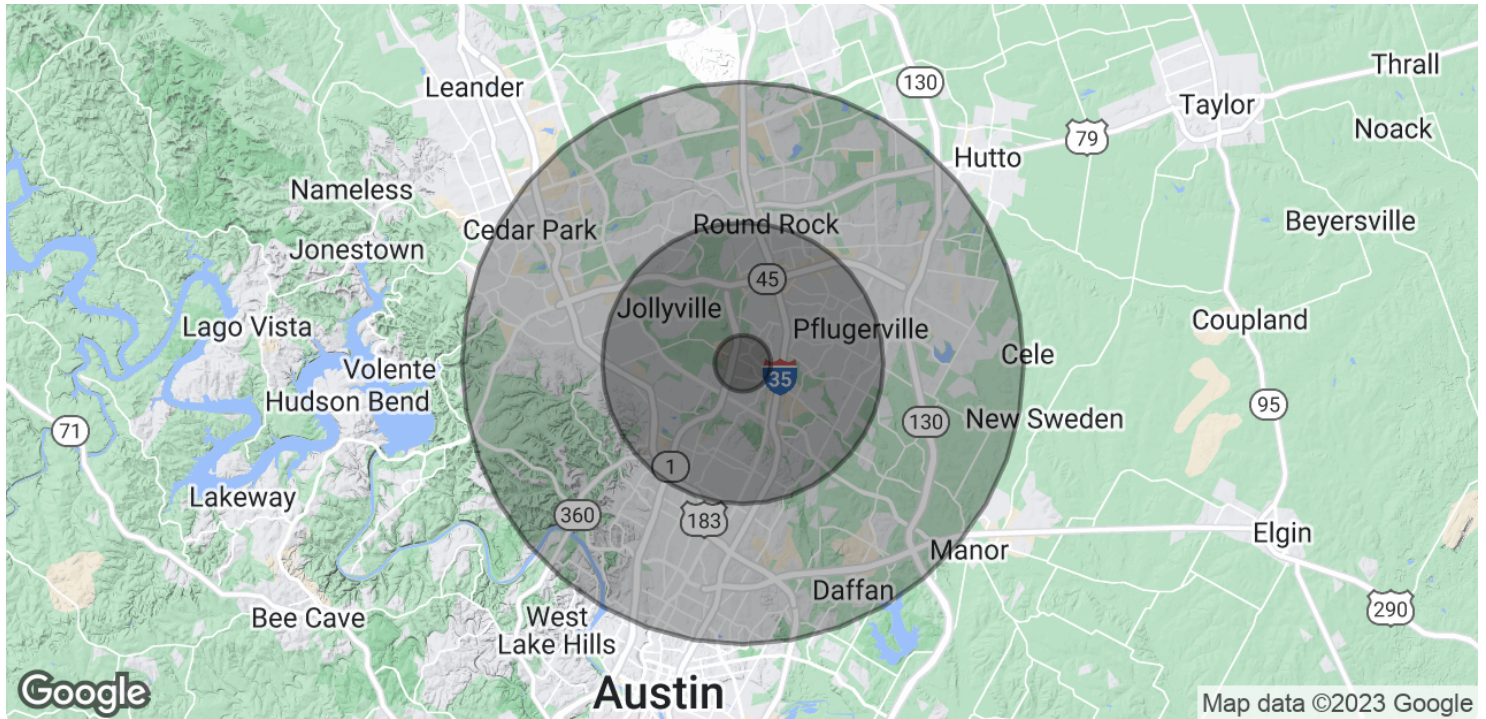 Thrall
Leander
130
Taylor
79
Noack
Hutto
Nameless
Beyersville
Round Rock
Cedar Park
Jonestown
45
Jollyville
Coupland
Lago Vista
Pflugerville
Cele
Volente
35
Hudson Bend
95
New Sweden
130
71
1
Lakeway
360
183
Elgin
Manor
Daffan
290
Bee Cave
West
Lake Hills
Austin
Google
Map data ©2023 Google